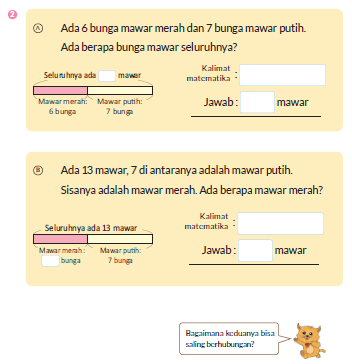 2
A Ada 6 bunga mawar merah dan 7 bunga mawar putih.
Ada berapa bunga mawar seluruhnya?
Seluruhnya ada mawar
Mawar merah: Mawar putih:
6 bunga 7 bunga
Kalimat
matematika :
Jawab : mawar
B Ada 13 mawar, 7 di antaranya adalah mawar putih.
Sisanya adalah mawar merah. Ada berapa mawar merah?
Seluruhnya ada 13 mawar
Mawar merah : Mawar putih:
bunga 7 bunga
Kalimat
matematika :
Jawab : mawar
Bagaimana keduanya bisa
saling berhubungan?